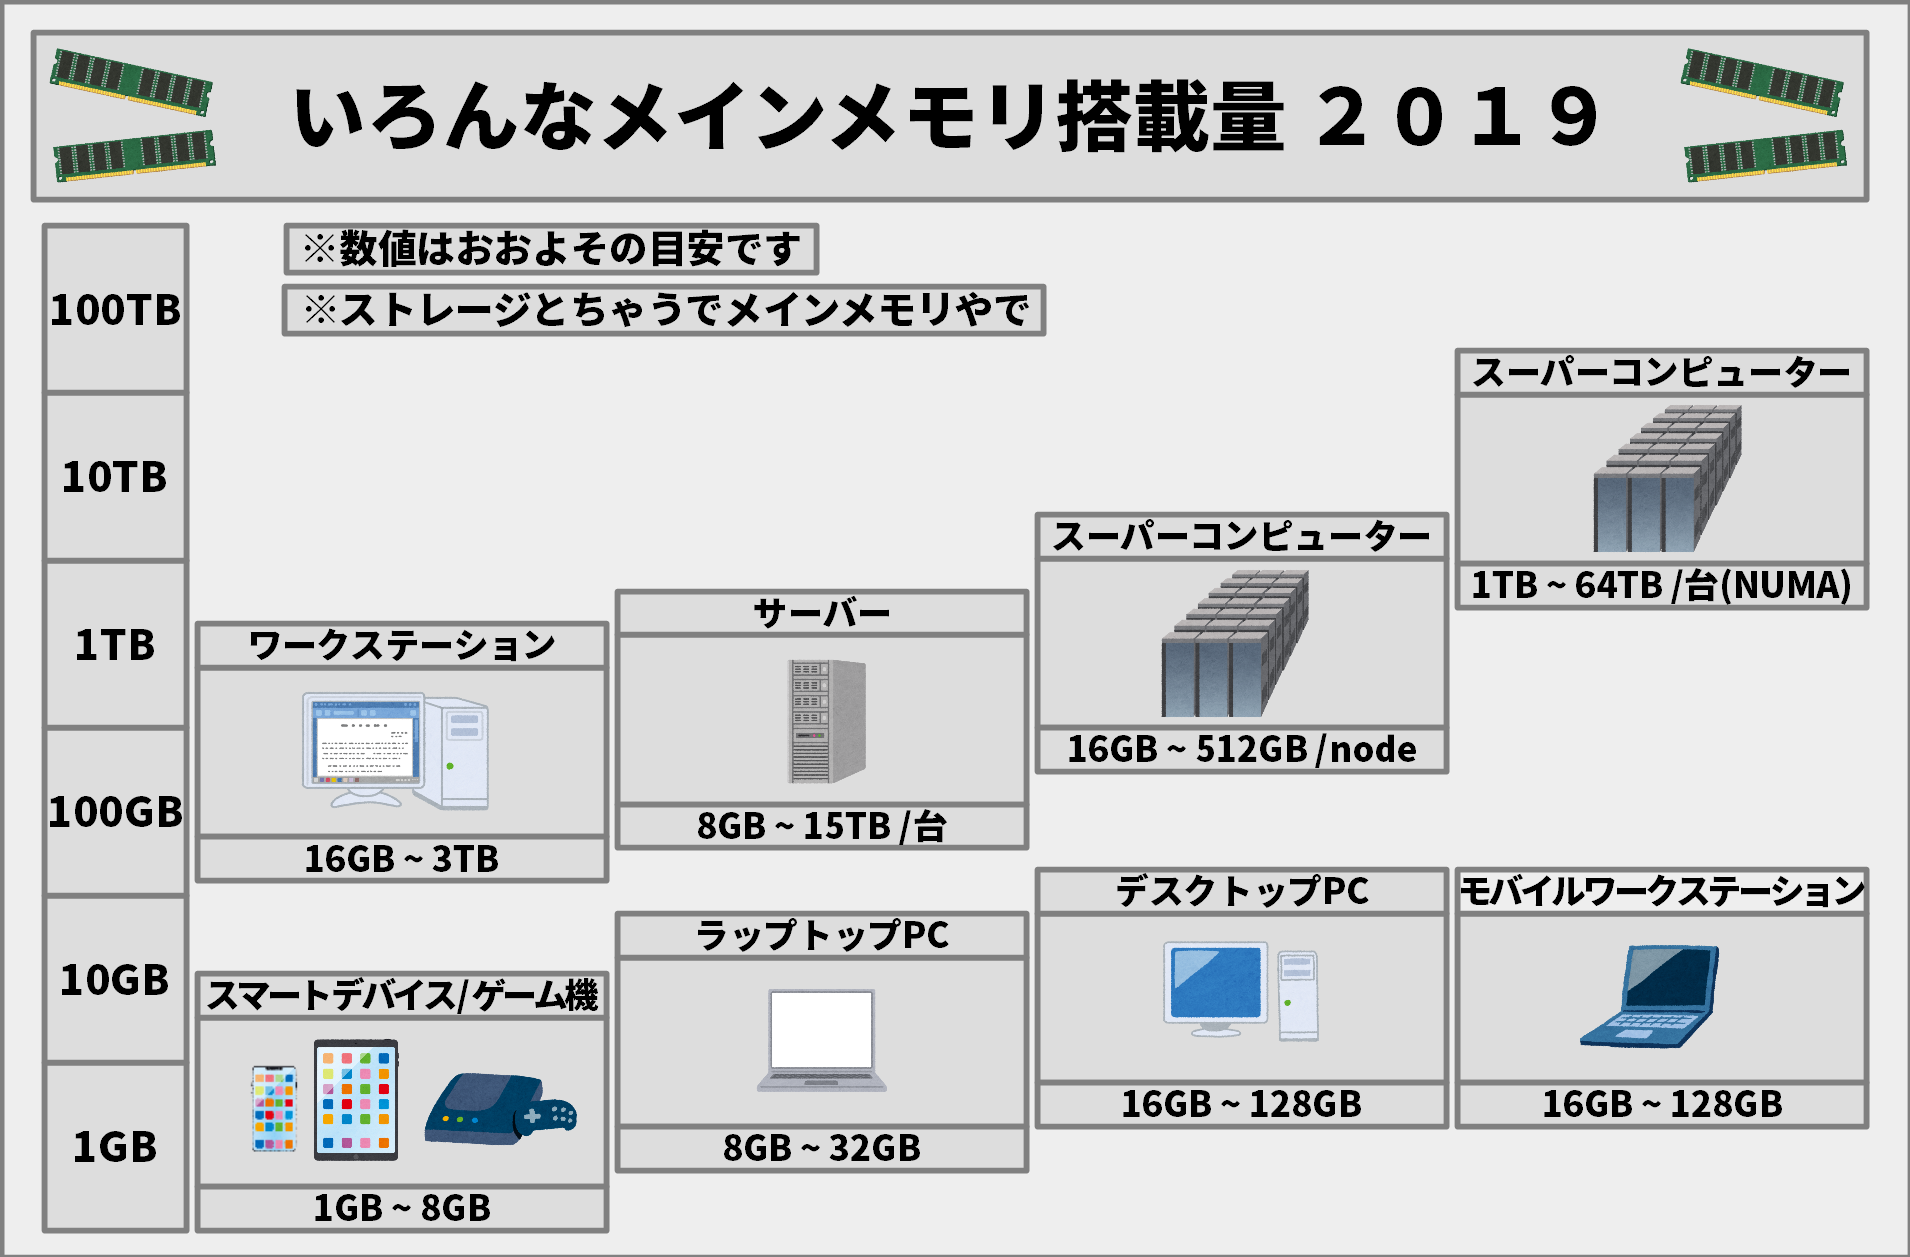 いろんなメインメモリ搭載量 ２０１９
※数値はおおよその目安です
※ストレージとちゃうでメインメモリやで
100TB
10TB
1TB
100GB
10GB
1GB
スーパーコンピューター
1TB ~ 64TB /台(NUMA)
スーパーコンピューター
16GB ~ 512GB /node
サーバー
8GB ~ 15TB /台
ワークステーション
16GB ~ 3TB
デスクトップPC
16GB ~ 128GB
モバイルワークステーション
16GB ~ 128GB
ラップトップPC
8GB ~ 32GB
スマートデバイス/ゲーム機
1GB ~ 8GB